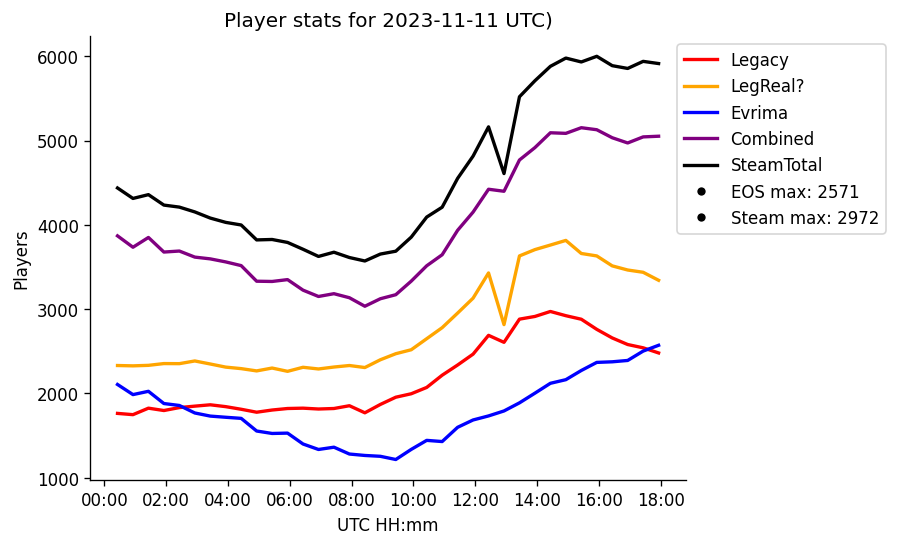 Player stats for 2023-11-11 UTC)
6000
5000
4000
3000
2000
1000
Players
00:00 02:00 04:00 06:00 08:00 10:00 12:00 14:00 16:00 18:00
UTC HH:mm
Legacy
LegReal?
Evrima
Combined
SteamTotal
EOS max: 2571
Steam max: 2972